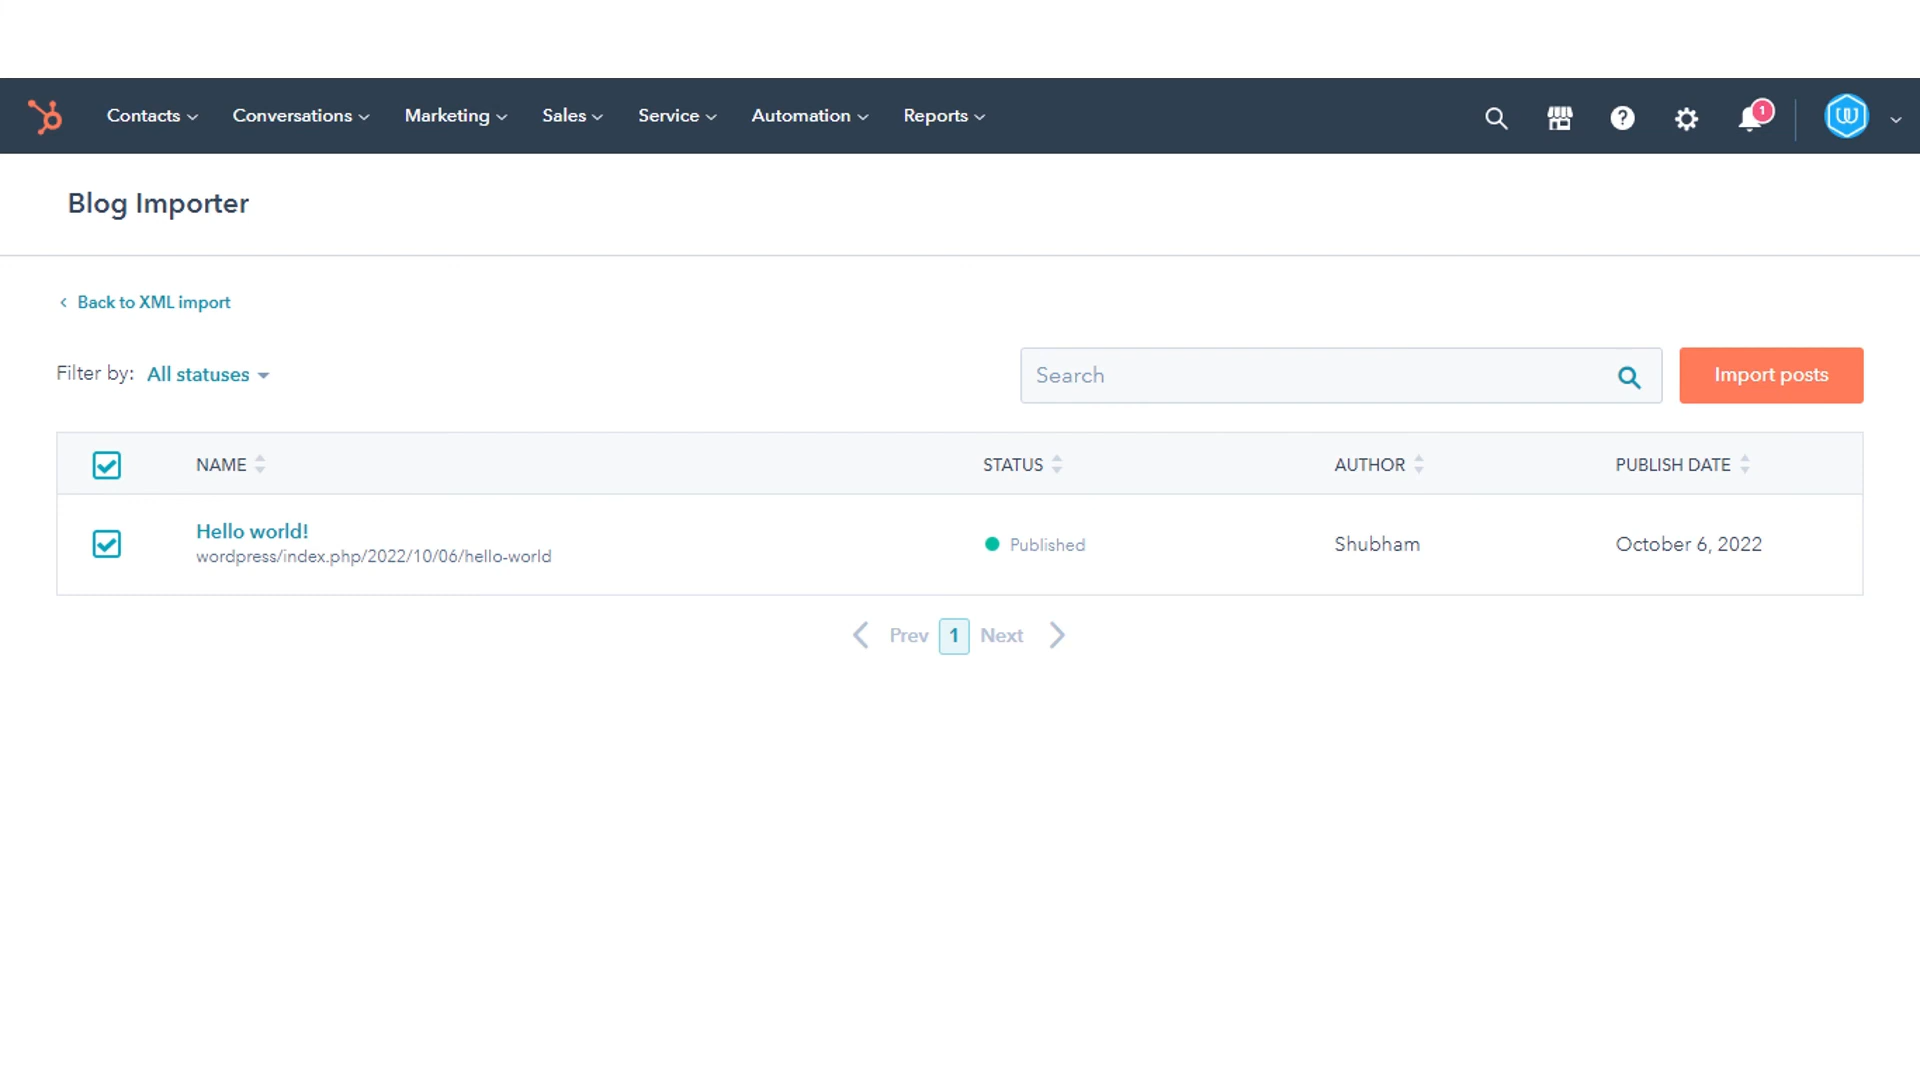 Contacts Conversations Marketing Sales Service Automation Reports 1
Blog Importer
Back to XML import
Filter by: All statuses Search Import posts
NAME STATUS AUTHOR PUBLISH DATE
Hello world!
wordpress/index.php/2022/10/06/hello-world Published Shubham October 6, 2022
Prev 1 Next